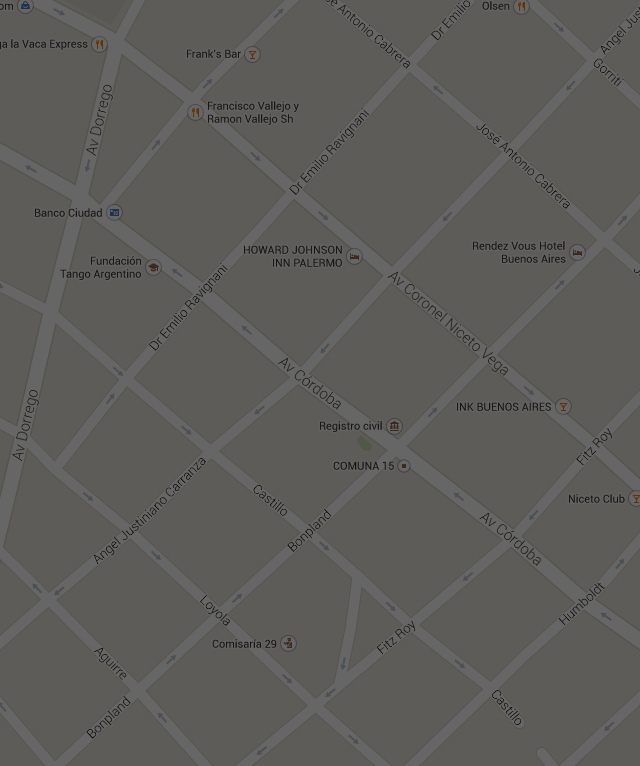 om
Olsen
ga la Vaca Express
Frank's Bar
é Antonio Cabrera
Dr Emilio
Angel Jus
Gorriti
Francisco Vallejo y
Ramon Vallejo Sh
Av Dorrego
Dr Emilio Ravignani
José Antonio Cabrera
Banco Ciudad
Fundación
Tango Argentino
HOWARD JOHNSON
INN PALERMO
Rendez Vous Hotel
Buenos Aires
J
Dr Emilio Ravignani
Av Coronel Niceto Vega
Av Córdoba
Av Dorrego
Registro civil
INK BUENOS AIRES
COMUNA 15
Fitz Roy
Niceto Club
Angel Justiniano Carranza
Castillo
Bonpland
Av Córdoba
Loyola
Humboldt
Comisaría 29
Fitz Roy
Aguirre
Bonpland
Castillo